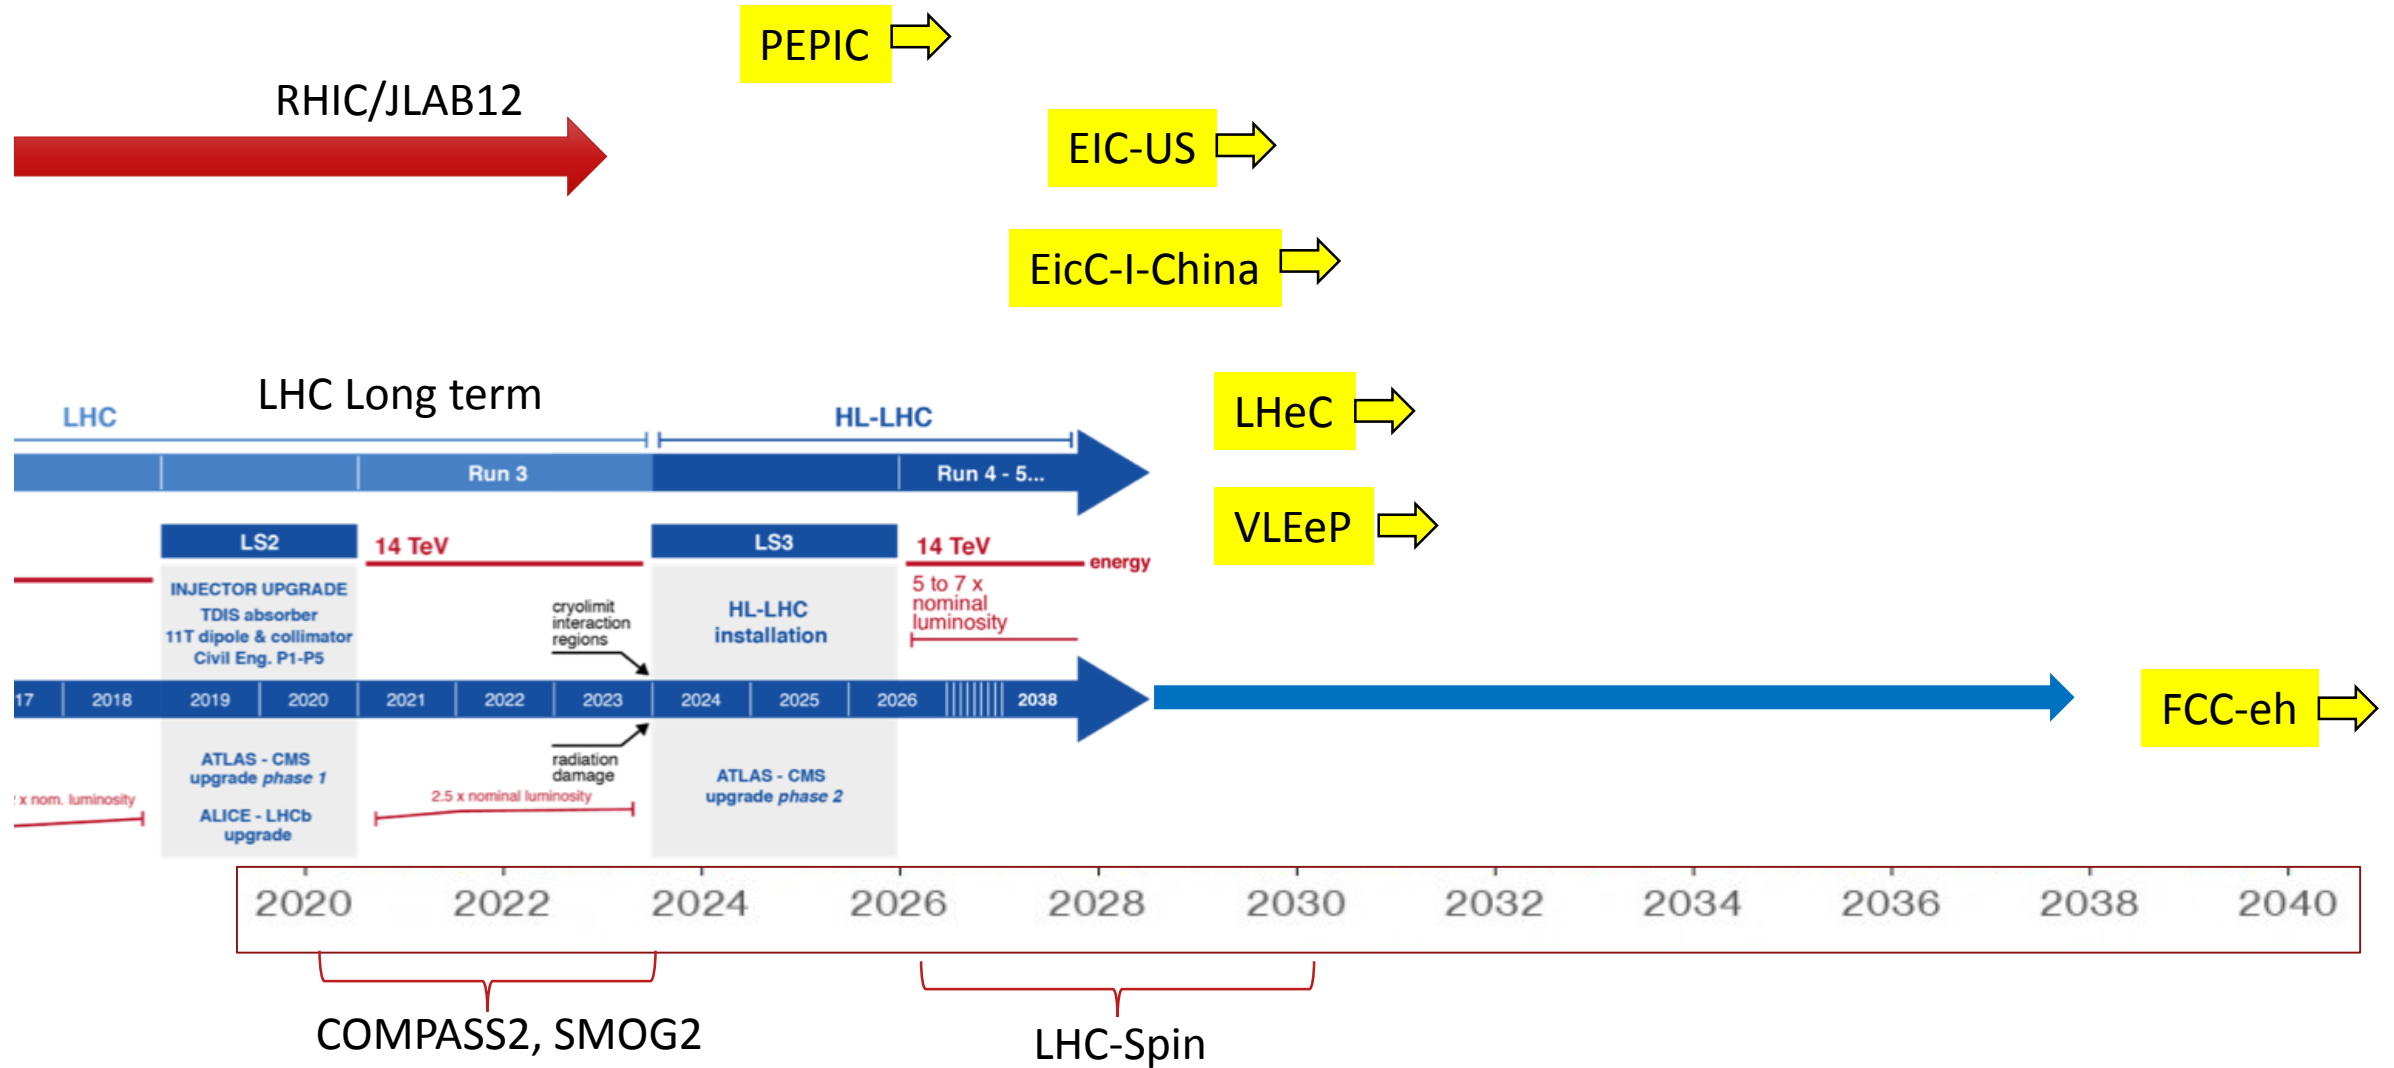 PEPIC
RHIC/JLAB12
EIC-US
EicC-I-China
LHC Long term
LHeC
LHC
HL-LHC
Run 3
Run 4 - 5...
VLEeP
LS2
14 TeV
LS3
14 TeV
energy
INJECTOR UPGRADE
TDIS absorber
11T dipole & collimator
Civil Eng. P1-P5
cryolimit
interaction
regions
HL-LHC
installation
5 to 7 x
nominal
luminosity
17 2018 2019 2020 2021 2022 2023 2024 2025 2026 2038
FCC-eh
ATLAS - CMS
upgrade phase 1
ALICE - LHCb
upgrade
radiation
damage
ATLAS - CMS
upgrade phase 2
x nom. luminosity
2.5 x nominal luminosity
2020 2022 2024 2026 2028 2030 2032 2034 2036 2038 2040
COMPASS2, SMOG2
LHC-Spin